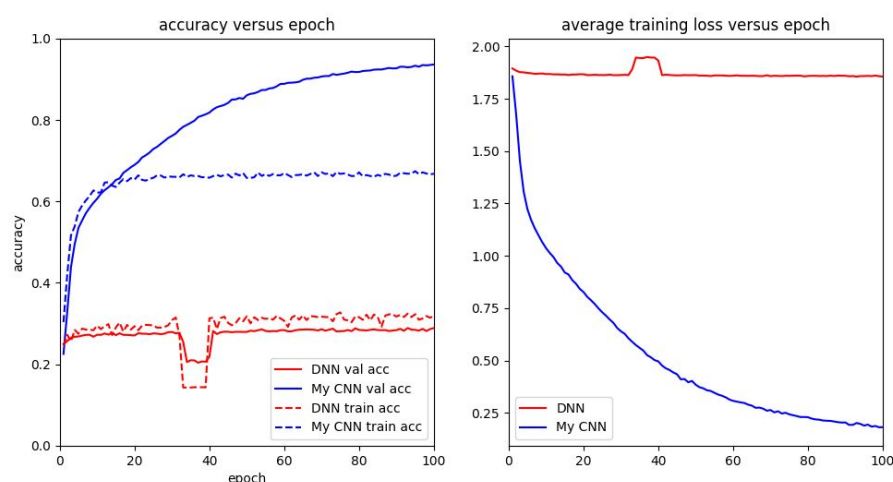 accuracy versus epoch
1.0
0.8
0.6
0.4
0.2
0.0
accuracy
0
20
40
60
80
100
epoch
DNN val acc
My CNN val acc
DNN train acc
My CNN train acc
average training loss versus epoch
2.00
1.75
1.50
1.25
1.00
0.75
0.50
0.25
0
20
40
60
80
100
DNN
My CNN